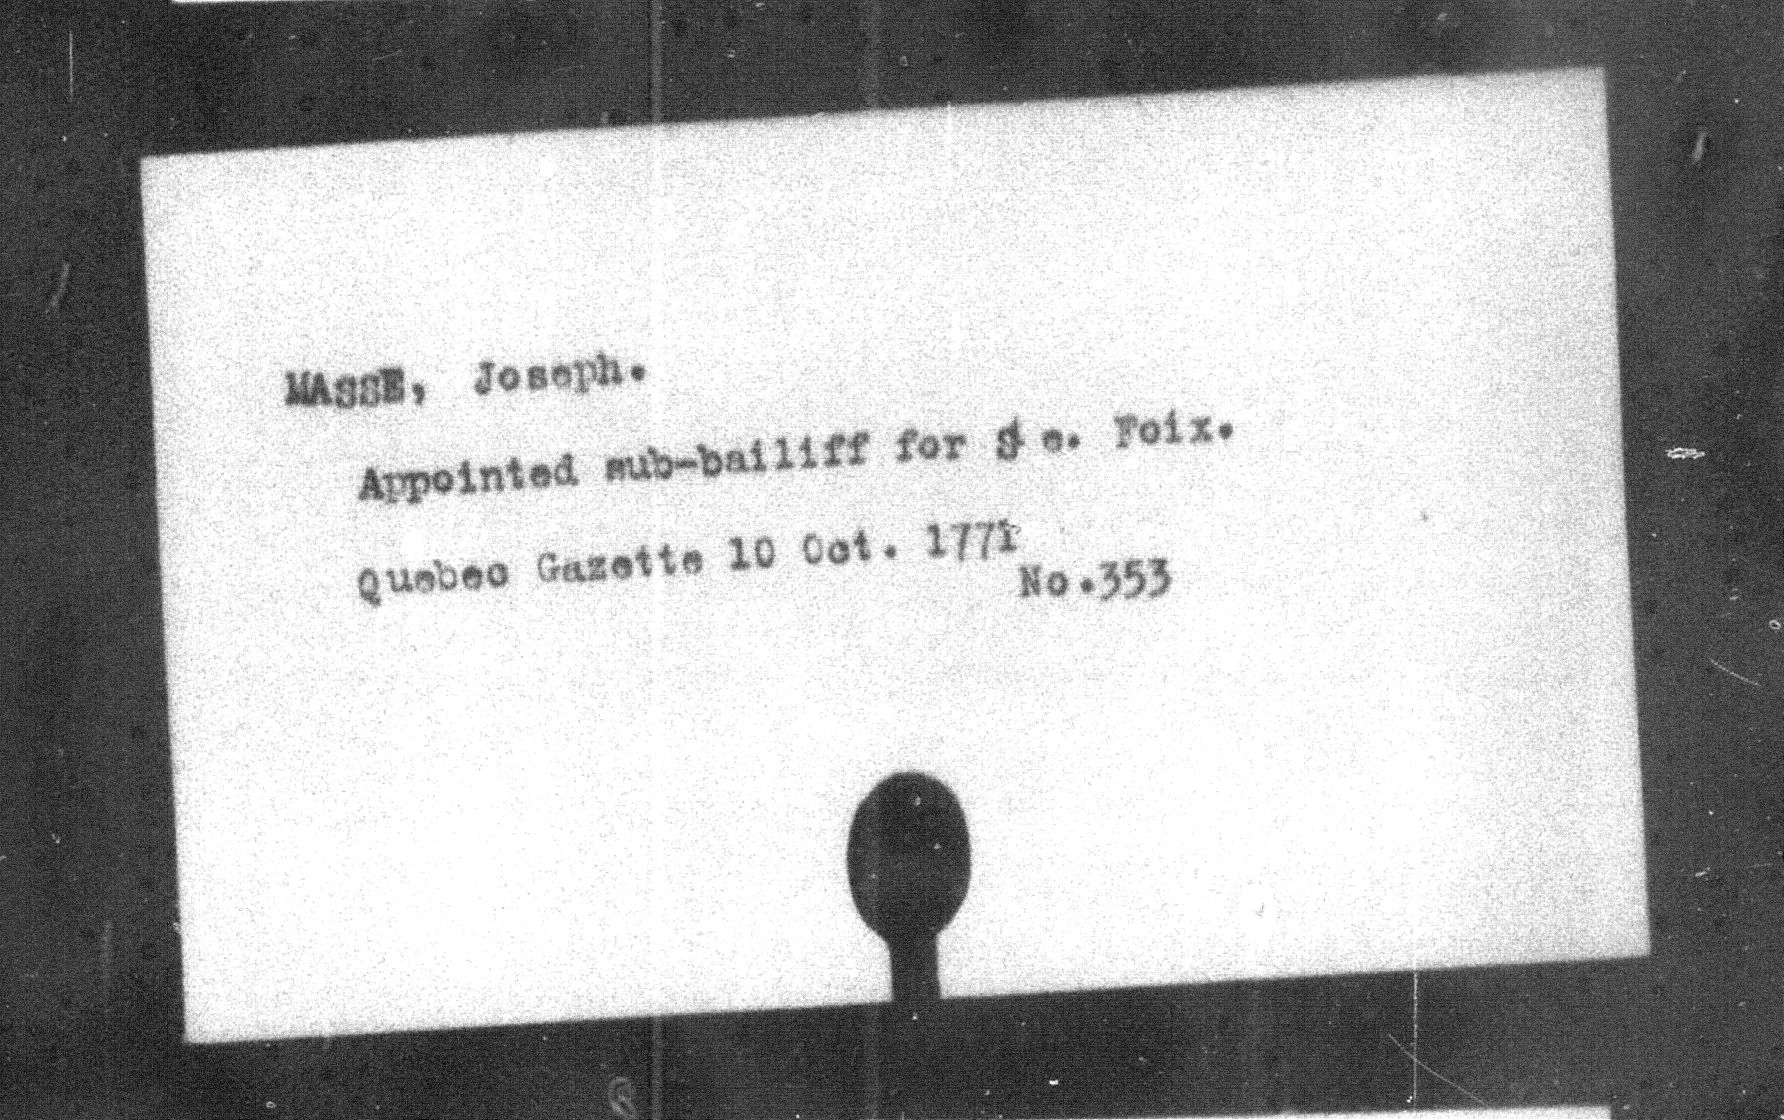 MASSE, Joseph.
Appointed sub-bailiff for Ste. Foix.
Quebec Gazette 10 Oct. 1771
No.353